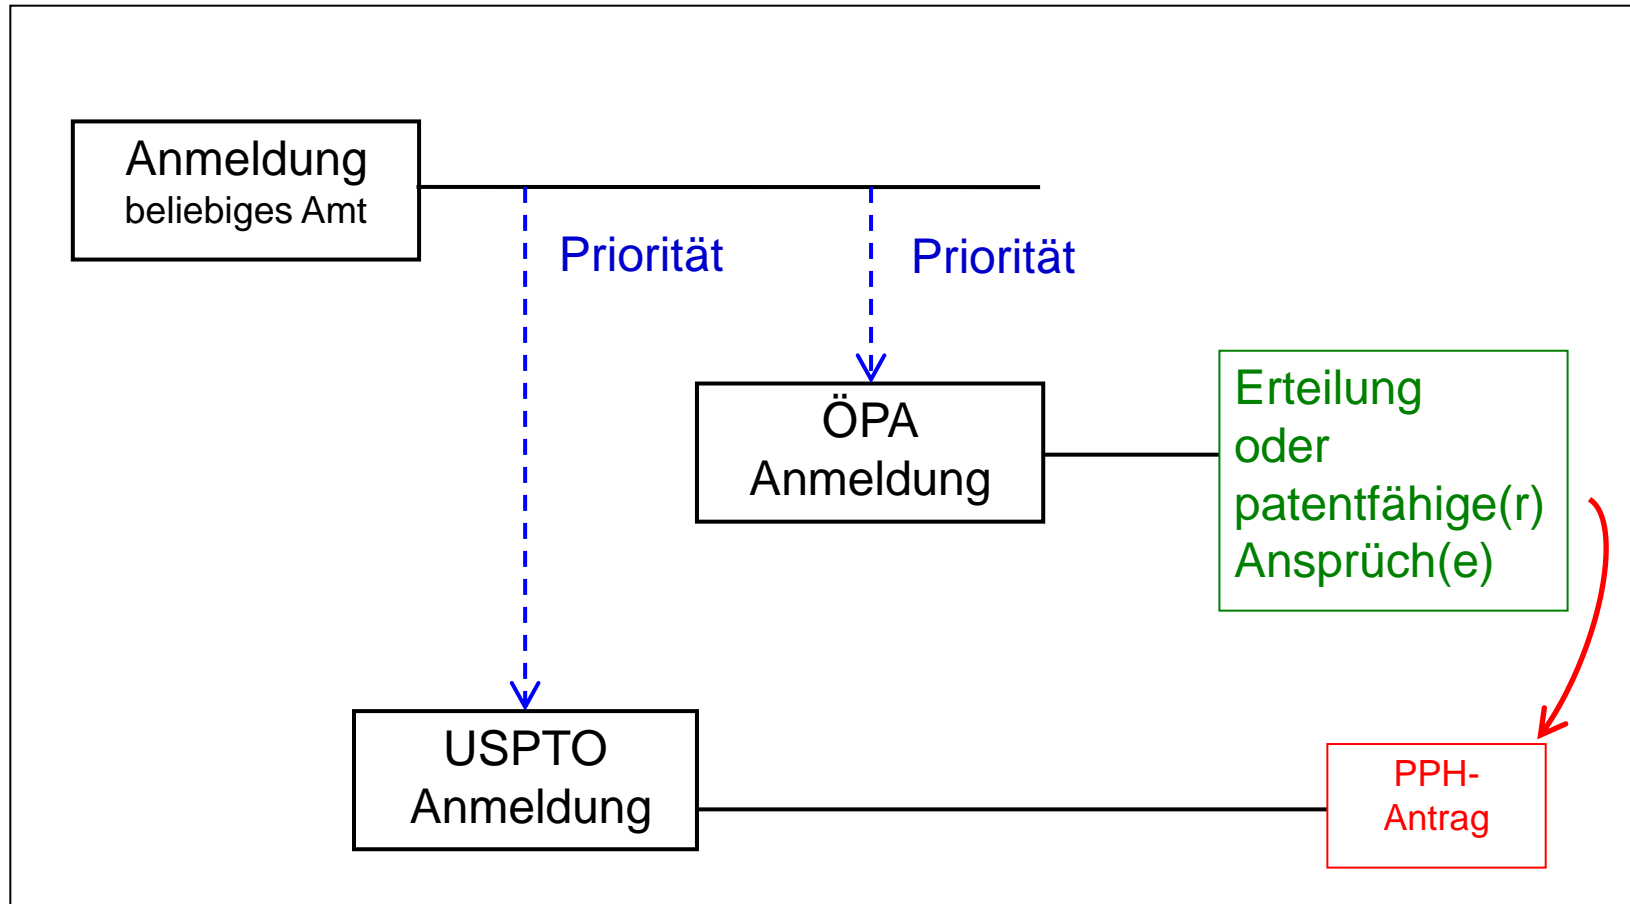 Anmeldung
beliebiges Amt
Priorität
Priorität
ÖPA
Anmeldung
Erteilung
oder
patentfähige(r)
Ansprüch(e)
USPTO
Anmeldung
PPH-
Antrag